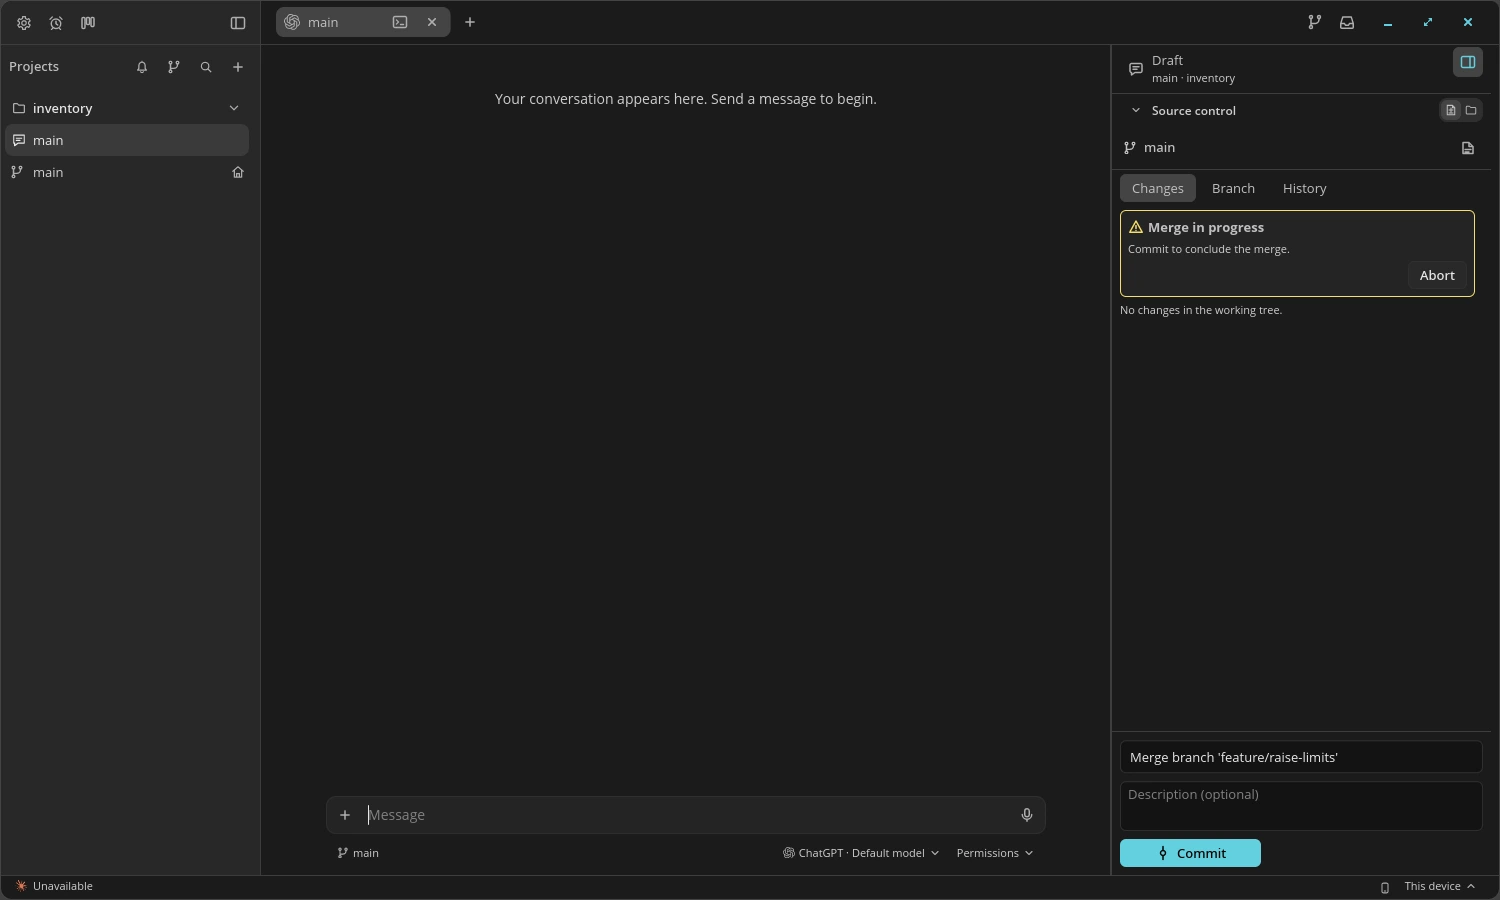 main
Projects
inventory
main
main
Your conversation appears here. Send a message to begin.
Message
main
ChatGPT · Default model
Permissions
Draft
main · inventory
Source control
main
Changes
Branch
History
Merge in progress
Commit to conclude the merge.
Abort
No changes in the working tree.
Merge branch 'feature/raise-limits'
Description (optional)
Commit
Unavailable
This device